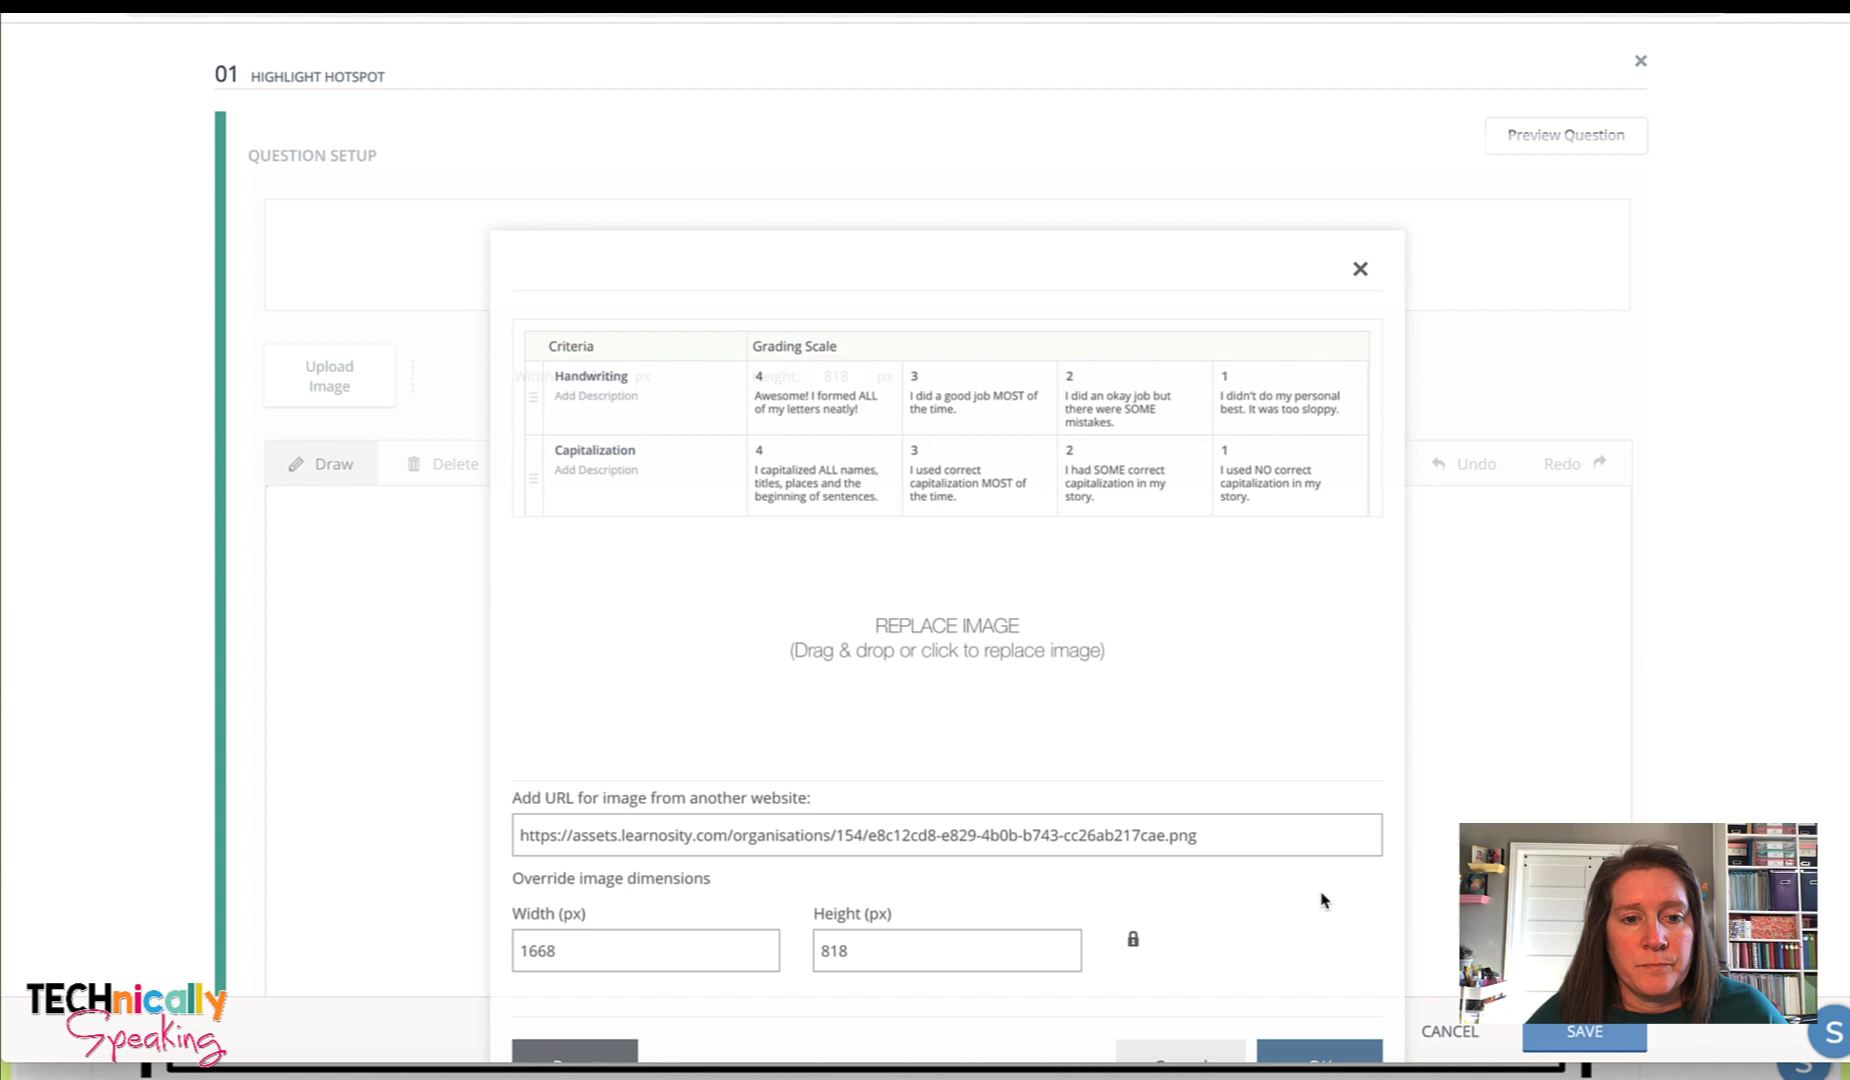 01 HIGHLIGHT HOTSPOT
Preview Question
QUESTION SETUP
Upload
Image
Width px Height: 818 px
Draw
Delete
Undo
Redo
Criteria
Grading Scale
Handwriting
Add Description
4
Awesome! I formed ALL
of my letters neatly!
3
I did a good job MOST of
the time.
2
I did an okay job but
there were SOME
mistakes.
1
I didn't do my personal
best. It was too sloppy.
Capitalization
Add Description
4
I capitalized ALL names,
titles, places and the
beginning of sentences.
3
I used correct
capitalization MOST of
the time.
2
I had SOME correct
capitalization in my
story.
1
I used NO correct
capitalization in my
story.
REPLACE IMAGE
(Drag & drop or click to replace image)
Add URL for image from another website:
https://assets.learnosity.com/organisations/154/e8c12cd8-e829-4b0b-b743-cc26ab217cae.png
Override image dimensions
Width (px)
Height (px)
1668
818
TECHnically
Speaking
CANCEL
SAVE
S